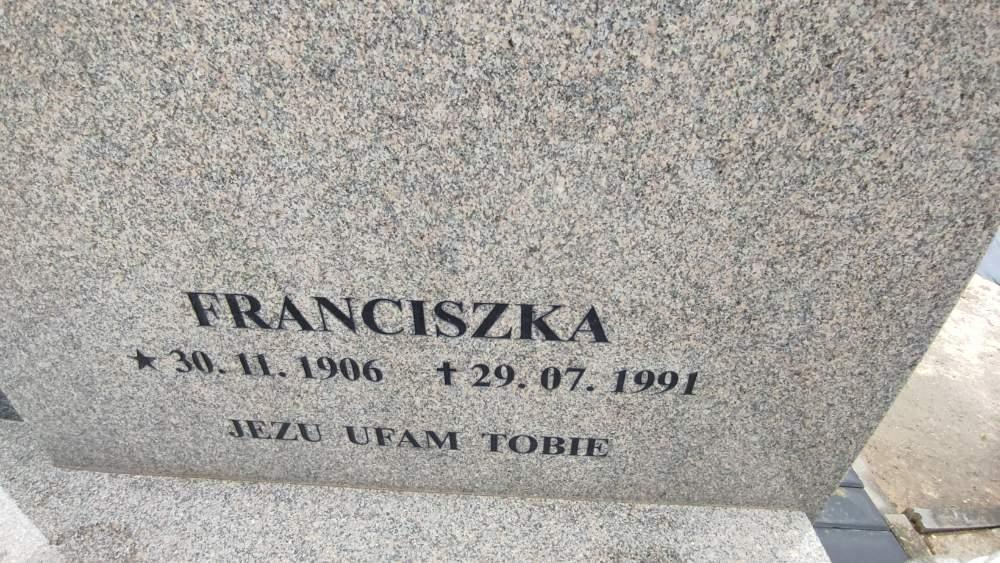 FRANCISZKA
★ 30. 11. 1906 ✝ 29. 07. 1991
JEZU UFAM TOBIE